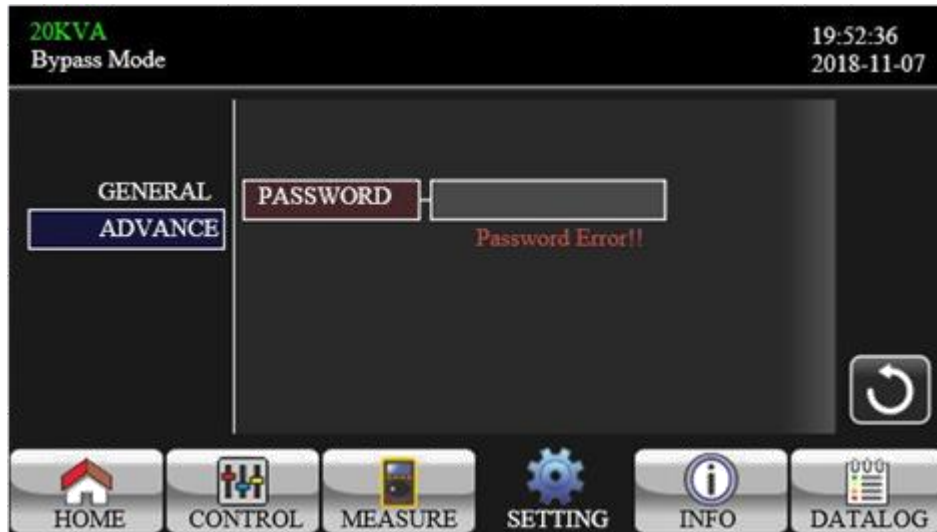 20KVA
Bypass Mode
19:52:36
2018-11-07
GENERAL
ADVANCE
PASSWORD
Password Error!!
HOME
CONTROL
MEASURE
SETTING
INFO
DATALOG